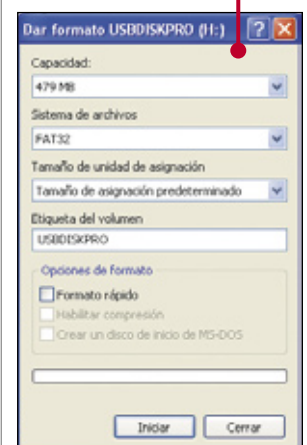 Dar formato USBDISKPRO (H:)
Capacidad:
479 MB
Sistema de archivos
FAT32
Tamaño de unidad de asignación
Tamaño de asignación predeterminado
Etiqueta del volumen
USBDISKPRO
Opciones de formato
Formato rápido
Habilitar compresión
Crear un disco de inicio de MS-DOS
Iniciar Cerrar